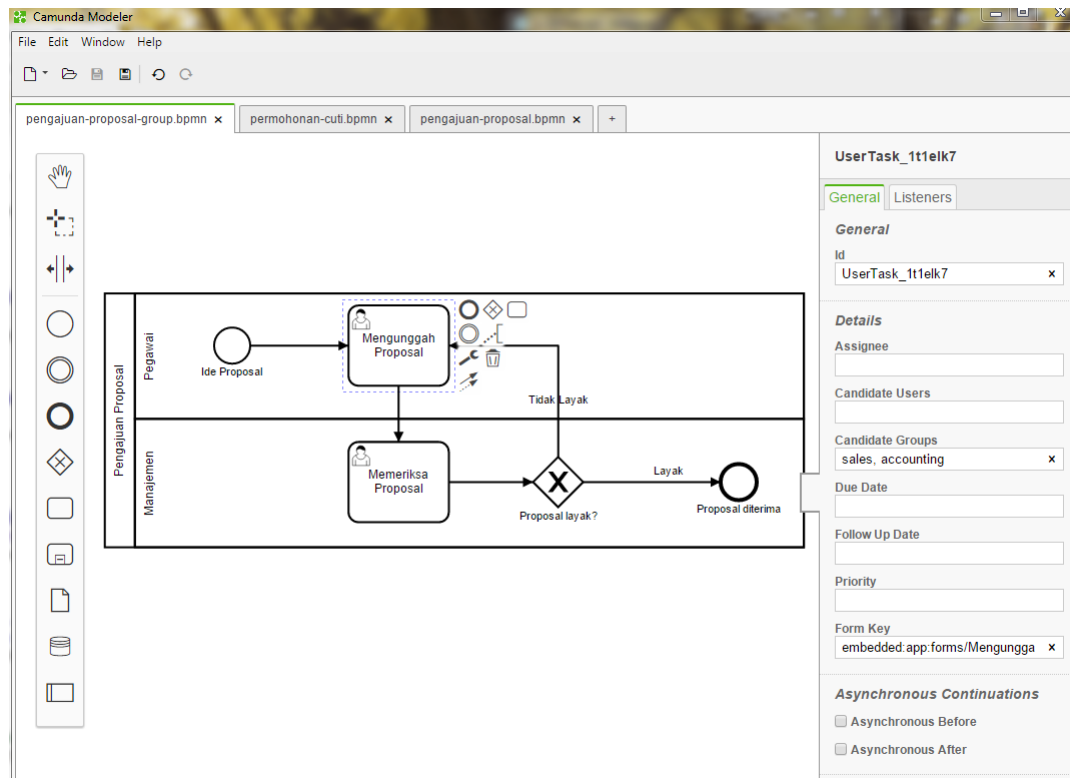 Camunda Modeler
File Edit Window Help
pengajuan-proposal-group.bpmn x
permohonan-cuti.bpmn x
pengajuan-proposal.bpmn x
+
Pengajuan Proposal
Pegawai
Ide Proposal
Mengunggah
Proposal
Tidak Layak
Manajemen
Memeriksa
Proposal
X
Proposal layak?
Layak
Proposal diterima
UserTask_1t1elk7
General Listeners
General
Id
UserTask_1t1elk7 x
Details
Assignee
Candidate Users
Candidate Groups
sales, accounting x
Due Date
Follow Up Date
Priority
Form Key
embedded:app:forms/Mengungga x
Asynchronous Continuations
Asynchronous Before
Asynchronous After